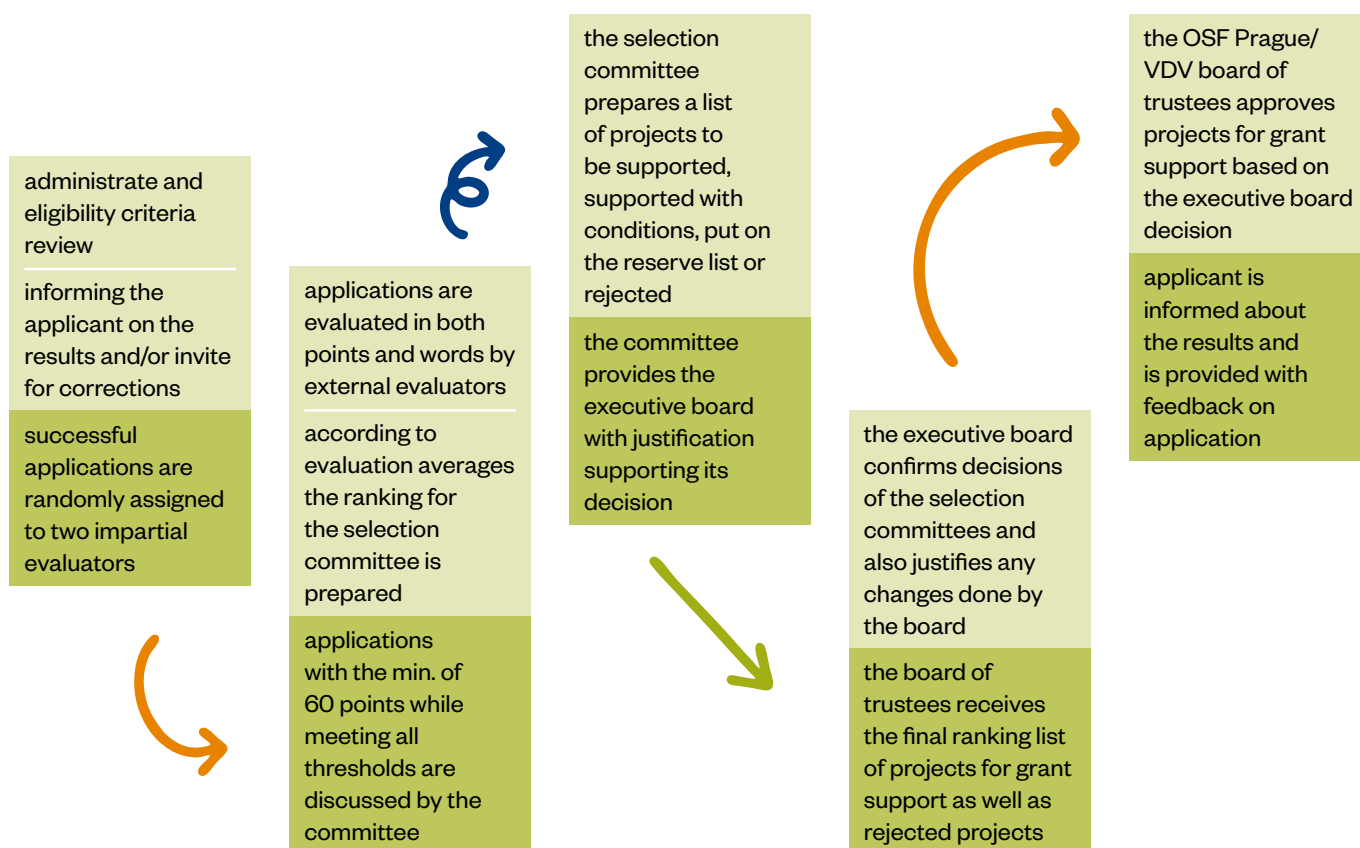 administrate and
eligibility criteria
review
informing the
applicant on the
results and/or invite
for corrections
successful
applications are
randomly assigned
to two impartial
evaluators
applications are
evaluated in both
points and words by
external evaluators
according to
evaluation averages
the ranking for
the selection
committee is
prepared
applications
with the min. of
60 points while
meeting all
thresholds are
discussed by the
committee
the selection
committee
prepares a list
of projects to
be supported,
supported with
conditions, put on
the reserve list or
rejected
the committee
provides the
executive board
with justification
supporting its
decision
the executive board
confirms decisions
of the selection
committees and
also justifies any
changes done by
the board
the board of
trustees receives
the final ranking list
of projects for grant
support as well as
rejected projects
the OSF Prague/
VDV board of
trustees approves
projects for grant
support based on
the executive board
decision
applicant is
informed about
the results and
is provided with
feedback on
application